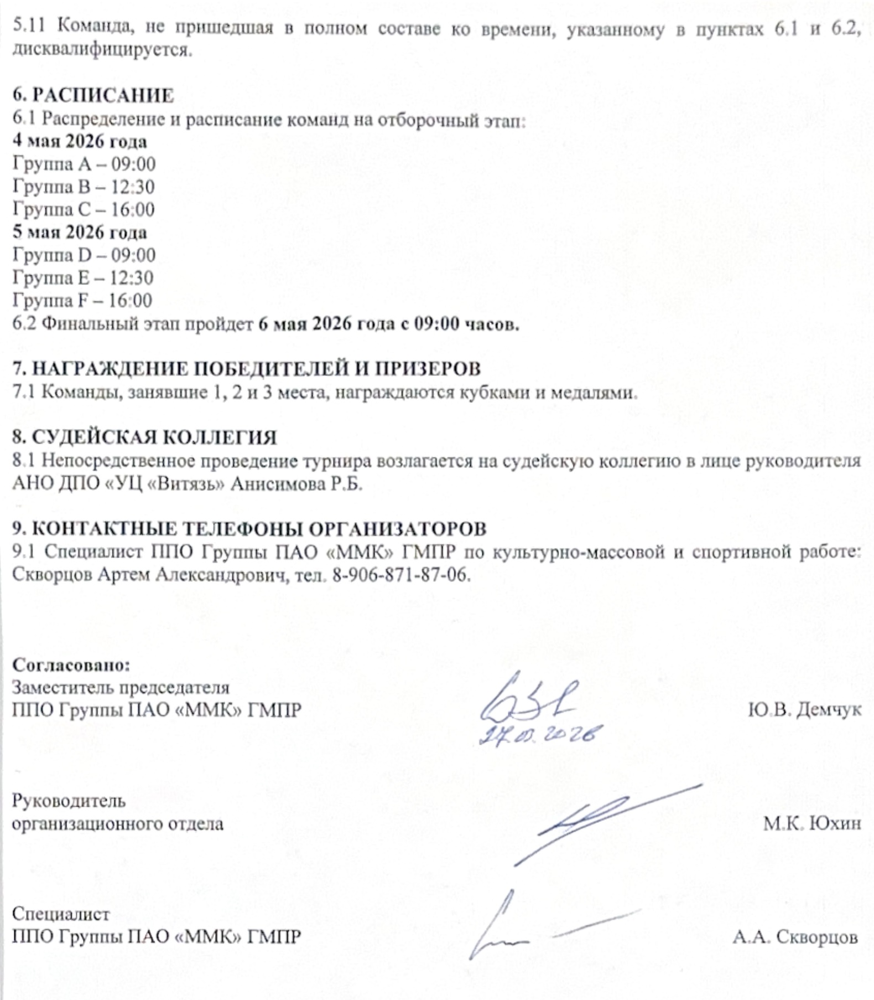 5.11 Команда, не пришедшая в полном составе ко времени, указанному в пунктах 6.1 и 6.2,
дисквалифицируется.
6. РАСПИСАНИЕ
6.1 Распределение и расписание команд на отборочный этап:
4 мая 2026 года
Группа A – 09:00
Группа B – 12:30
Группа C – 16:00
5 мая 2026 года
Группа D – 09:00
Группа E – 12:30
Группа F – 16:00
6.2 Финальный этап пройдет 6 мая 2026 года с 09:00 часов.
7. НАГРАЖДЕНИЕ ПОБЕДИТЕЛЕЙ И ПРИЗЕРОВ
7.1 Команды, занявшие 1, 2 и 3 места, награждаются кубками и медалями.
8. СУДЕЙСКАЯ КОЛЛЕГИЯ
8.1 Непосредственное проведение турнира возлагается на судейскую коллегию в лице руководителя
АНО ДПО «УЦ «Витязь» Анисимова Р.Б.
9. КОНТАКТНЫЕ ТЕЛЕФОНЫ ОРГАНИЗАТОРОВ
9.1 Специалист ППО Группы ПАО «ММК» ГМПР по культурно-массовой и спортивной работе:
Скворцов Артем Александрович, тел. 8-906-871-87-06.
Согласовано:
Заместитель председателя
ППО Группы ПАО «ММК» ГМПР Ю.В. Демчук
Руководитель
организационного отдела М.К. Юхин
Специалист
ППО Группы ПАО «ММК» ГМПР А.А. Скворцов